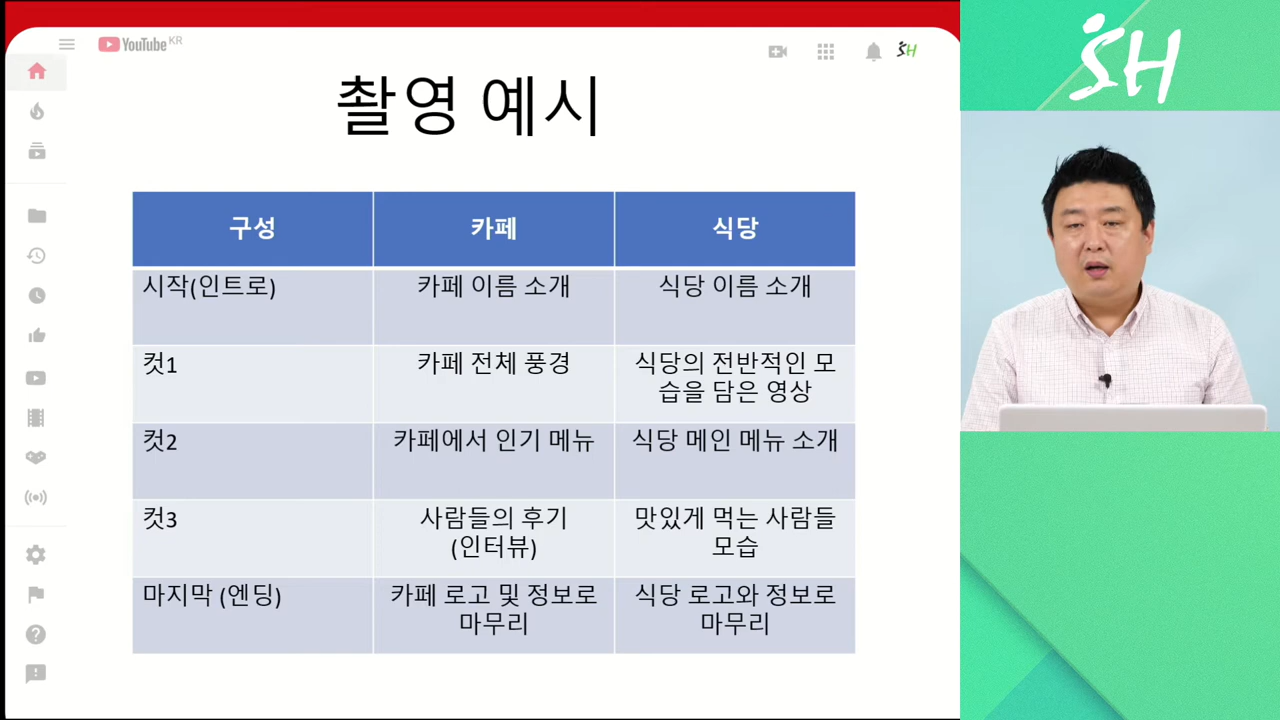 YouTube KR
SH
SH
촬영 예시
구성 카페 식당
시작(인트로) 카페 이름 소개 식당 이름 소개
컷1 카페 전체 풍경 식당의 전반적인 모
습을 담은 영상
컷2 카페에서 인기 메뉴 식당 메인 메뉴 소개
컷3 사람들의 후기 맛있게 먹는 사람들
(인터뷰) 모습
마지막 (엔딩) 카페 로고 및 정보로 식당 로고와 정보로
마무리 마무리